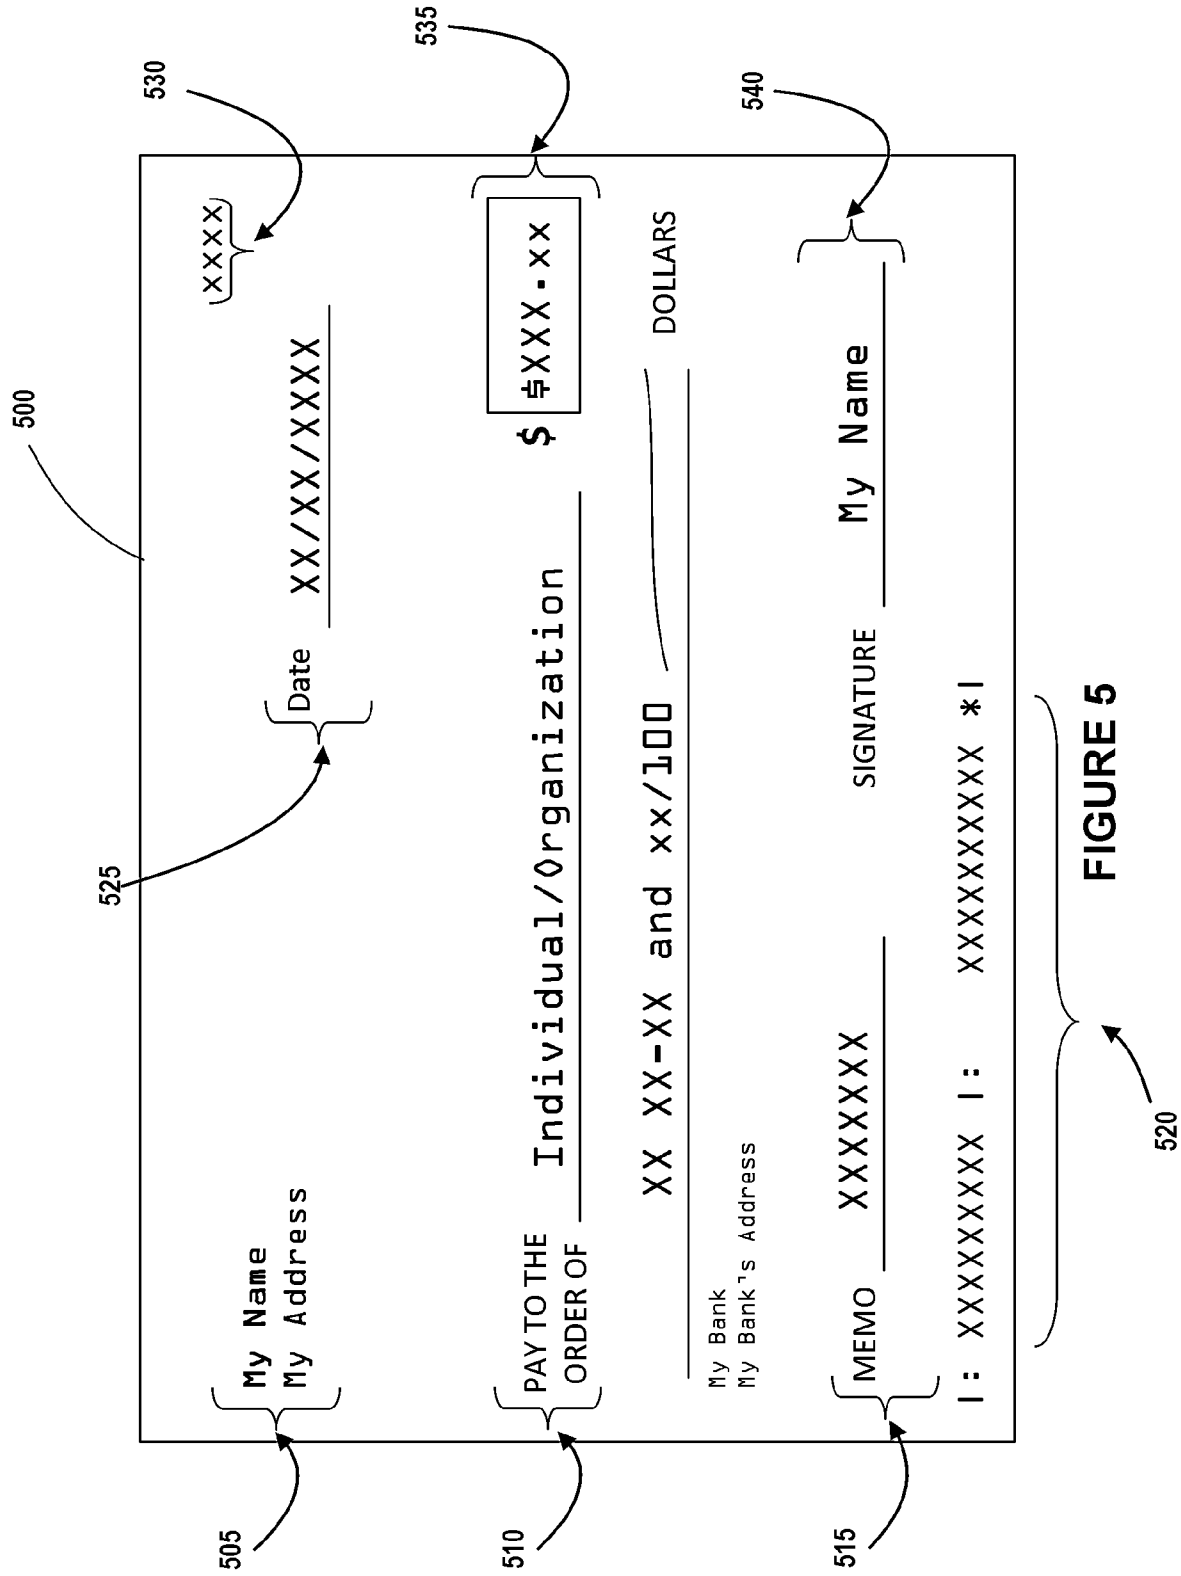 500
530
XXXX
525
Date XX/XX/XXXX
505
My Name
My Address
535
510
PAY TO THE
ORDER OF Individual/Organization $ $XXX.xx
XX XX-XX and xx/100 DOLLARS
My Bank
My Bank's Address
540
515
MEMO XXXXXXX SIGNATURE My Name
|: XXXXXXXXX |: XXXXXXXXXX *|
520
FIGURE 5